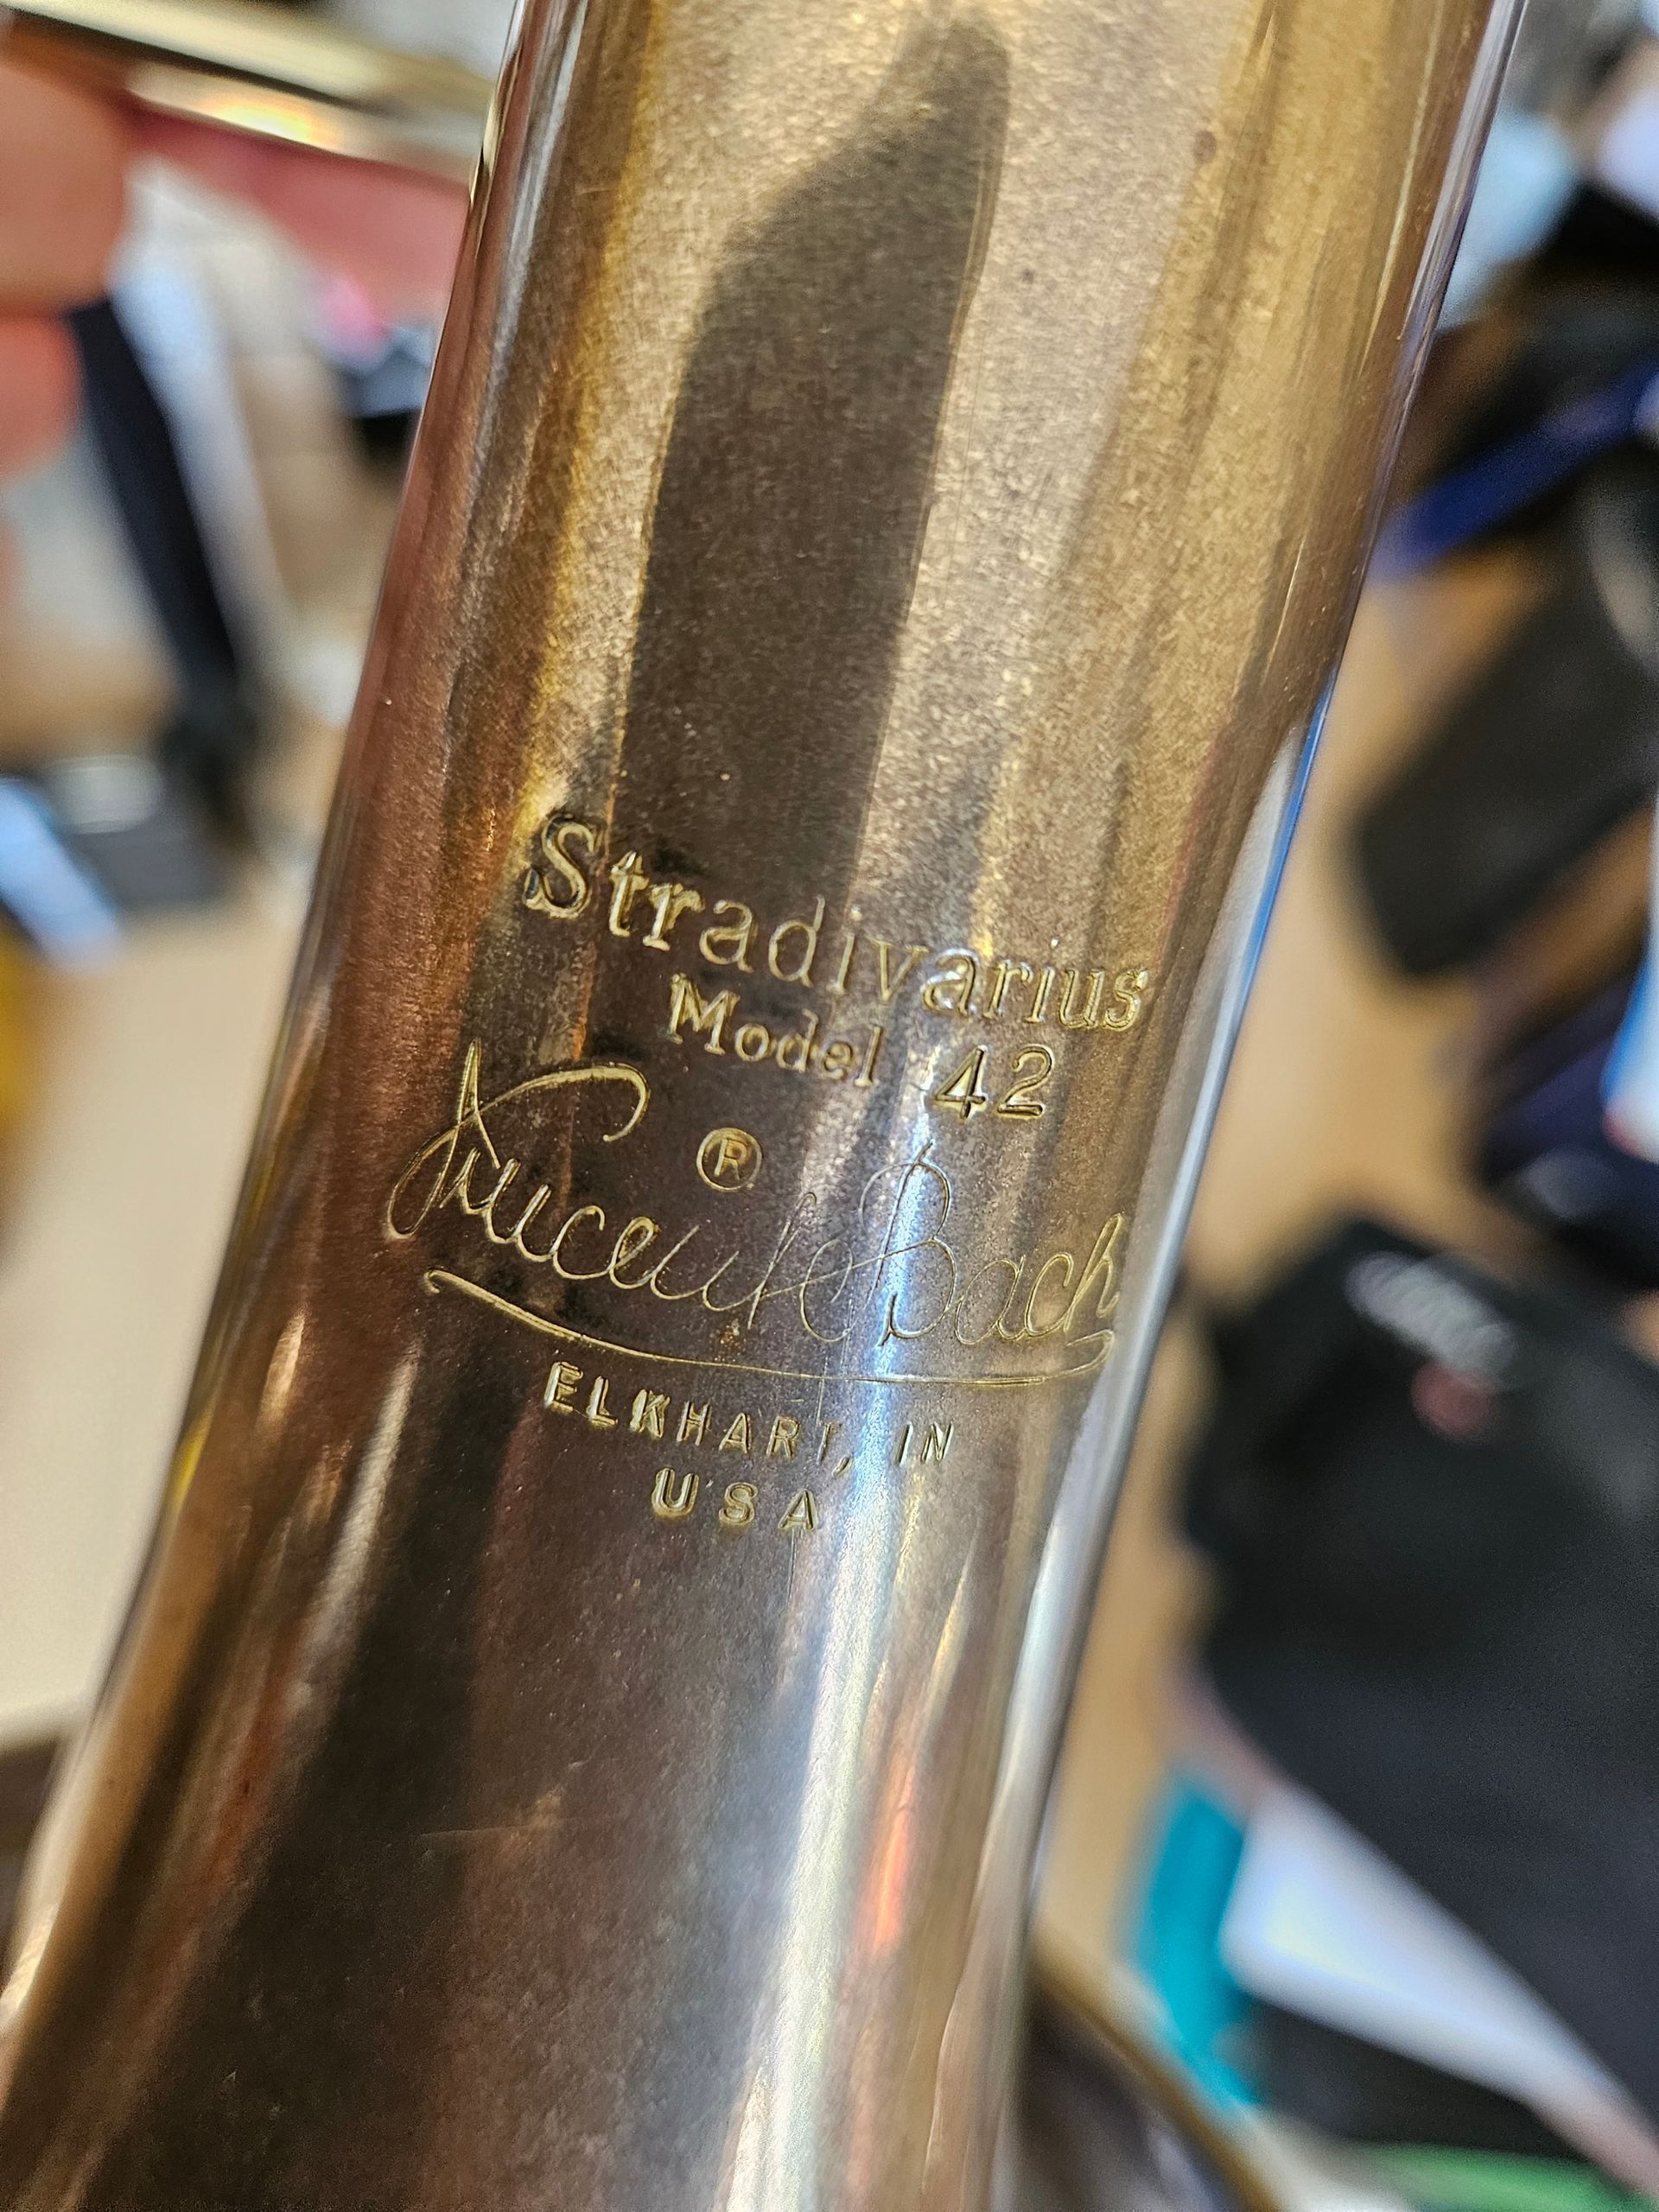 Stradivarius
Model 42
®
Vincent Bach
ELKHART, IN
USA